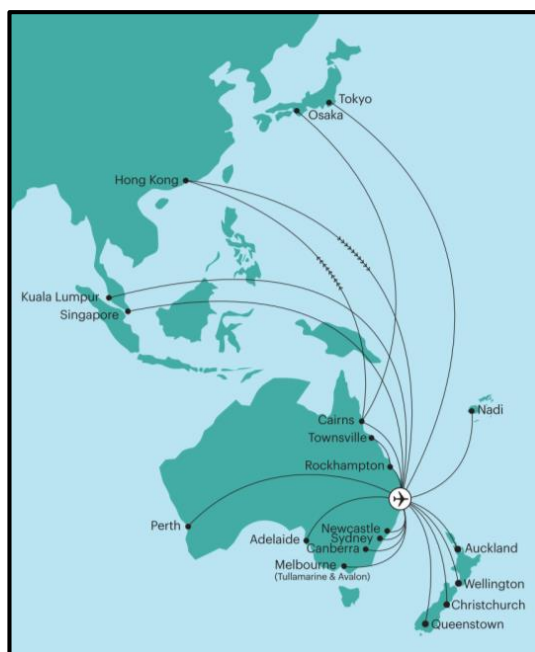 Tokyo
Osaka
Hong Kong
Kuala Lumpur
Singapore
Cairns
Nadi
Townsville
Rockhampton
Perth
Newcastle
Sydney
Adelaide
Canberra
Auckland
Melbourne
(Tullamarine & Avalon)
Wellington
Christchurch
Queenstown